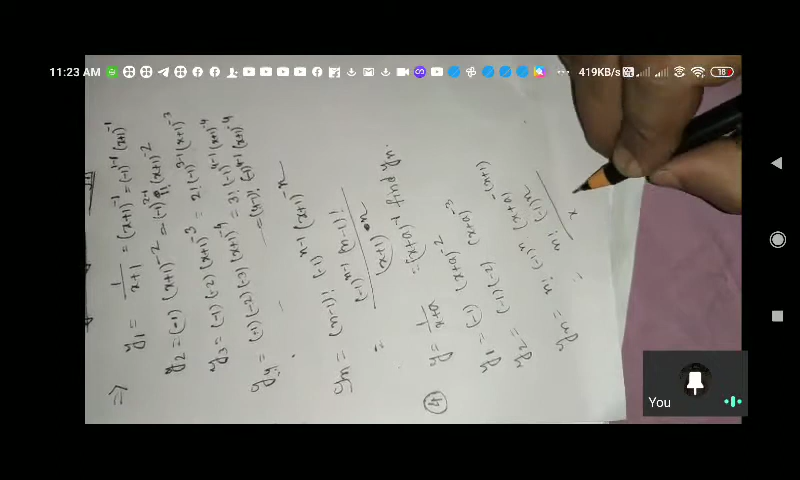 11:23 AM
419KB/s
18
⇒ y₁ = 1/(x+1) = (x+1)⁻¹ = (-1)¹⁻¹ (x+1)⁻¹
y₂ = (-1) (x+1)⁻² = (-1)²⁻¹ 1! (x+1)⁻²
y₃ = (-1) (-2) (x+1)⁻³ = 2! (-1)³⁻¹ (x+1)⁻³
y₄ = (-1) (-2) (-3) (x+1)⁻⁴ = 3! (-1)⁴⁻¹ (x+1)⁻⁴
yn = (n-1)! (-1)ⁿ⁻¹ (x+1)⁻ⁿ
= (-1)ⁿ⁻¹ (n-1)! / (x+1)ⁿ
④ y = 1/(x+a) = (x+a)⁻¹ find yn.
y₁ = (-1) (x+a)⁻²
y₂ = (-1) (-2) (x+a)⁻³
yn = n! (-1)ⁿ (x+a)⁻⁽ⁿ⁺¹⁾
= n! (-1)ⁿ / x
You